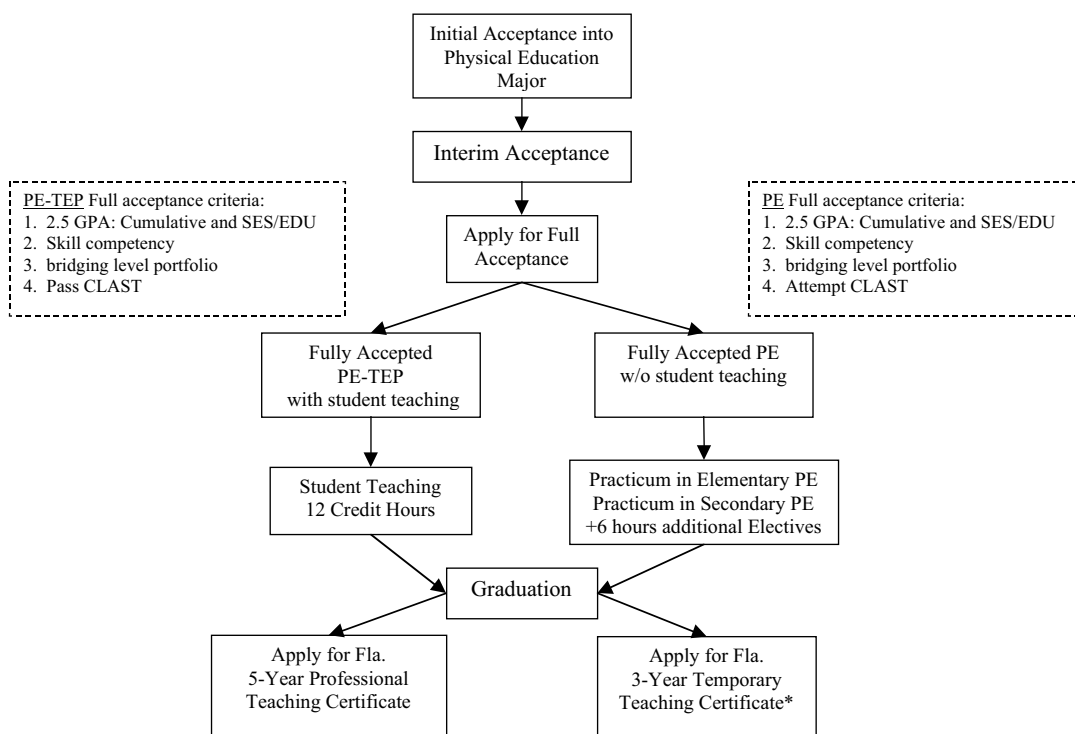 Initial Acceptance into
Physical Education
Major
Interim Acceptance
PE-TEP Full acceptance criteria:
1. 2.5 GPA: Cumulative and SES/EDU
2. Skill competency
3. bridging level portfolio
4. Pass CLAST
Apply for Full
Acceptance
PE Full acceptance criteria:
1. 2.5 GPA: Cumulative and SES/EDU
2. Skill competency
3. bridging level portfolio
4. Attempt CLAST
Fully Accepted
PE-TEP
with student teaching
Fully Accepted PE
w/o student teaching
Student Teaching
12 Credit Hours
Practicum in Elementary PE
Practicum in Secondary PE
+6 hours additional Electives
Graduation
Apply for Fla.
5-Year Professional
Teaching Certificate
Apply for Fla.
3-Year Temporary
Teaching Certificate*